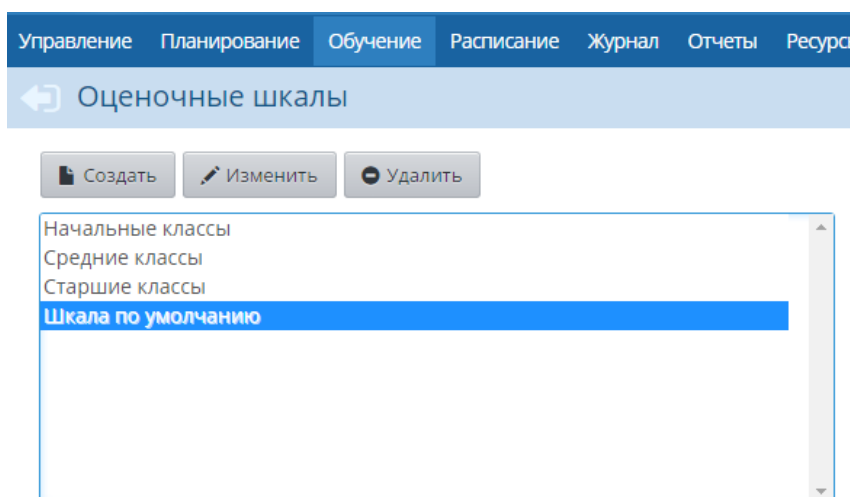 Управление Планирование Обучение Расписание Журнал Отчеты
Оценочные шкалы
Создать Изменить Удалить
Начальные классы
Средние классы
Старшие классы
Шкала по умолчанию